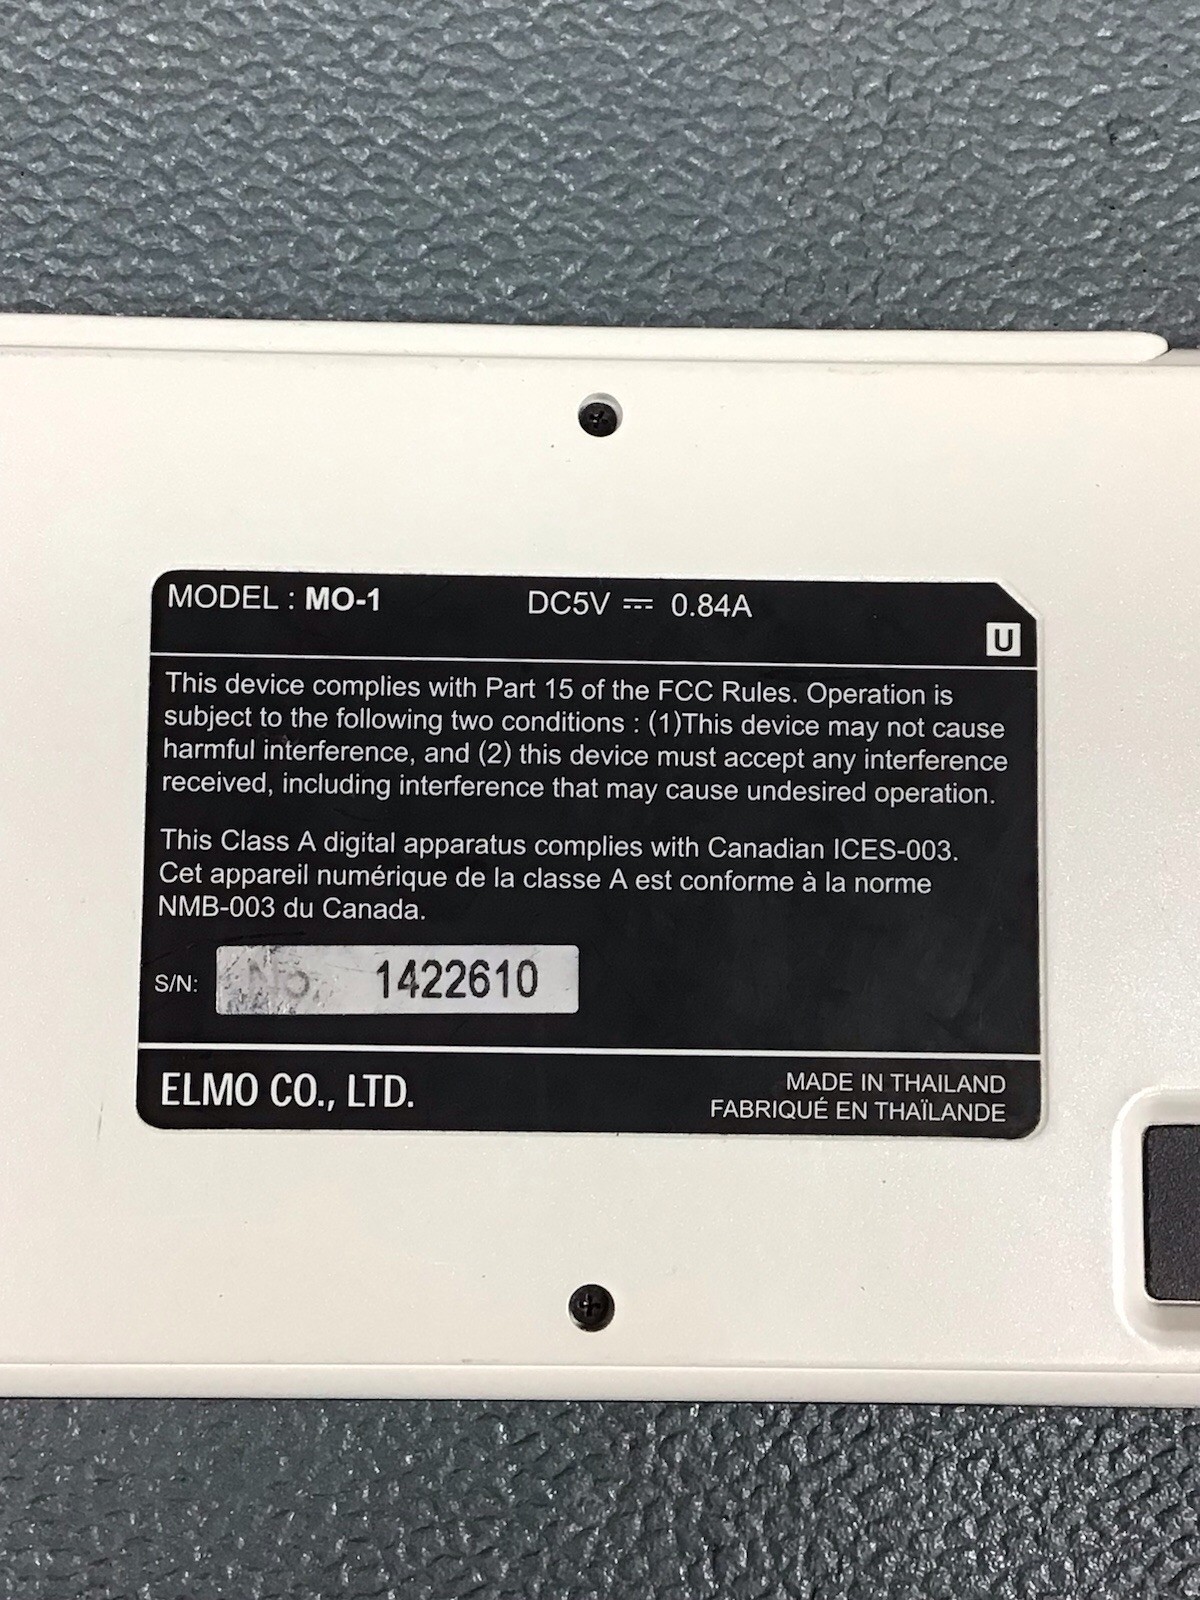 MODEL : MO-1 DC5V ⎓ 0.84A
U
This device complies with Part 15 of the FCC Rules. Operation is
subject to the following two conditions : (1)This device may not cause
harmful interference, and (2) this device must accept any interference
received, including interference that may cause undesired operation.
This Class A digital apparatus complies with Canadian ICES-003.
Cet appareil numérique de la classe A est conforme à la norme
NMB-003 du Canada.
S/N: No. 1422610
ELMO CO., LTD.
MADE IN THAILAND
FABRIQUÉ EN THAÏLANDE